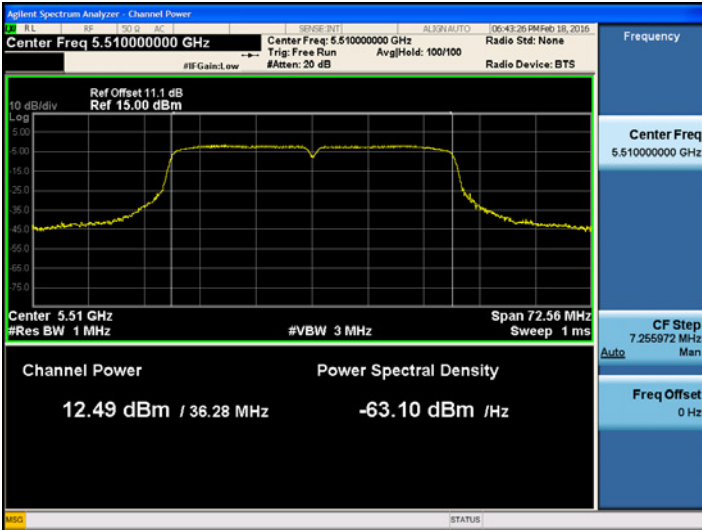 Agilent Spectrum Analyzer - Channel Power
RL RF 50 Ω AC SENSE:INT ALIGN AUTO 06:43:26 PM Feb 18, 2016
Center Freq 5.510000000 GHz
Center Freq: 5.510000000 GHz
Radio Std: None
Trig: Free Run Avg|Hold: 100/100
#IFGain:Low
#Atten: 20 dB
Radio Device: BTS
Ref Offset 11.1 dB
10 dB/div Ref 15.00 dBm
Log
5.00
-5.00
-15.0
-25.0
-35.0
-45.0
-55.0
-65.0
-75.0
Center 5.51 GHz
Span 72.56 MHz
#Res BW 1 MHz
#VBW 3 MHz
Sweep 1 ms
Channel Power
Power Spectral Density
12.49 dBm / 36.28 MHz
-63.10 dBm /Hz
MSG
STATUS
Frequency
Center Freq
5.510000000 GHz
CF Step
7.255972 MHz
Auto Man
Freq Offset
0 Hz